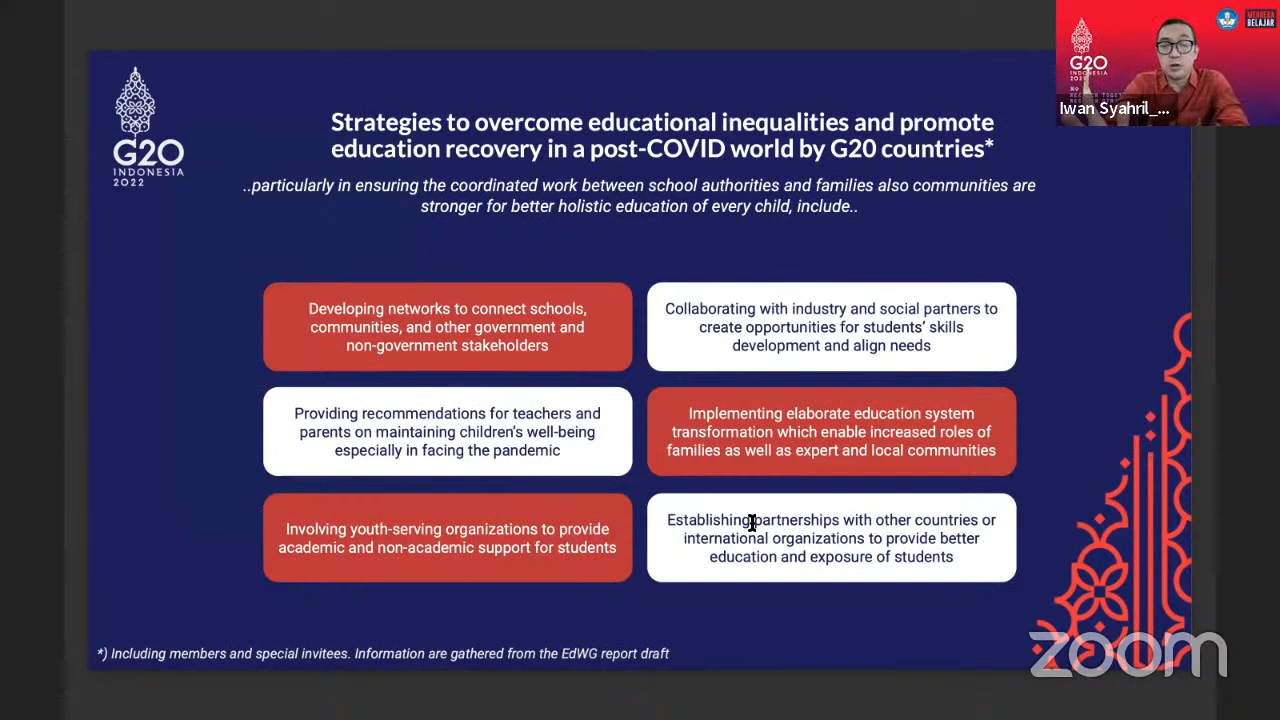 G20
INDONESIA
2022
Strategies to overcome educational inequalities and promote
education recovery in a post-COVID world by G20 countries*
..particularly in ensuring the coordinated work between school authorities and families also communities are
stronger for better holistic education of every child, include..
Developing networks to connect schools,
communities, and other government and
non-government stakeholders
Collaborating with industry and social partners to
create opportunities for students’ skills
development and align needs
Providing recommendations for teachers and
parents on maintaining children’s well-being
especially in facing the pandemic
Implementing elaborate education system
transformation which enable increased roles of
families as well as expert and local communities
Involving youth-serving organizations to provide
academic and non-academic support for students
Establishing partnerships with other countries or
international organizations to provide better
education and exposure of students
*) Including members and special invitees. Information are gathered from the EdWG report draft
G20
INDONESIA
MERDEKA
BELAJAR
Iwan Syahril_...
zoom